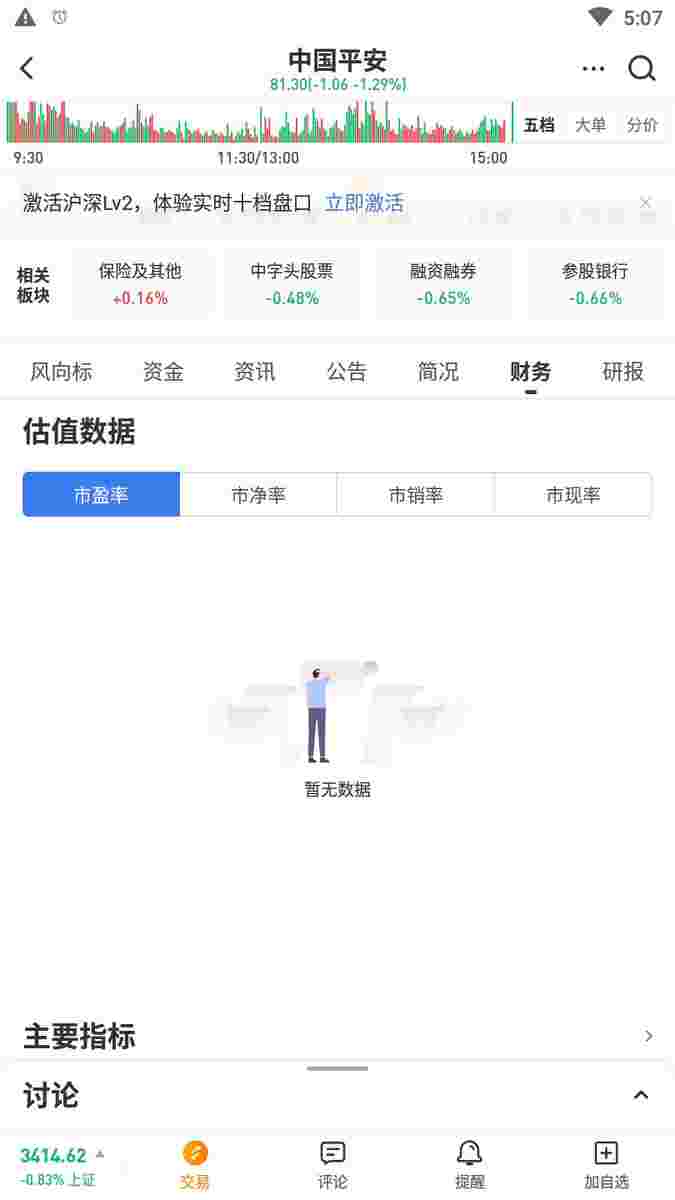 5:07
中国平安
81.30(-1.06 -1.29%)
五档 大单 分价
9:30 11:30/13:00 15:00
激活沪深Lv2，体验实时十档盘口 立即激活
相关板块
保险及其他 中字头股票 融资融券 参股银行
+0.16% -0.48% -0.65% -0.66%
风向标 资金 资讯 公告 简况 财务 研报
估值数据
市盈率 市净率 市销率 市现率
暂无数据
主要指标
讨论
3414.62
-0.83% 上证
交易 评论 提醒 加自选